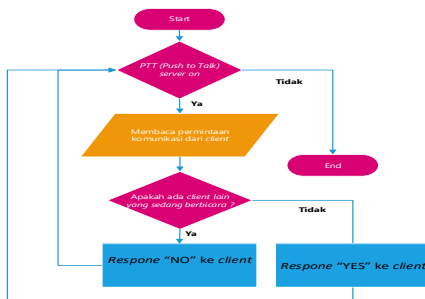 Start
PTT (Push to Talk)
server on
Tidak
Ya
Membaca permintaan
komunikasi dari client
End
Apakah ada client lain
yang sedang berbicara ?
Tidak
Ya
Respone "NO" ke client
Respone "YES" ke client